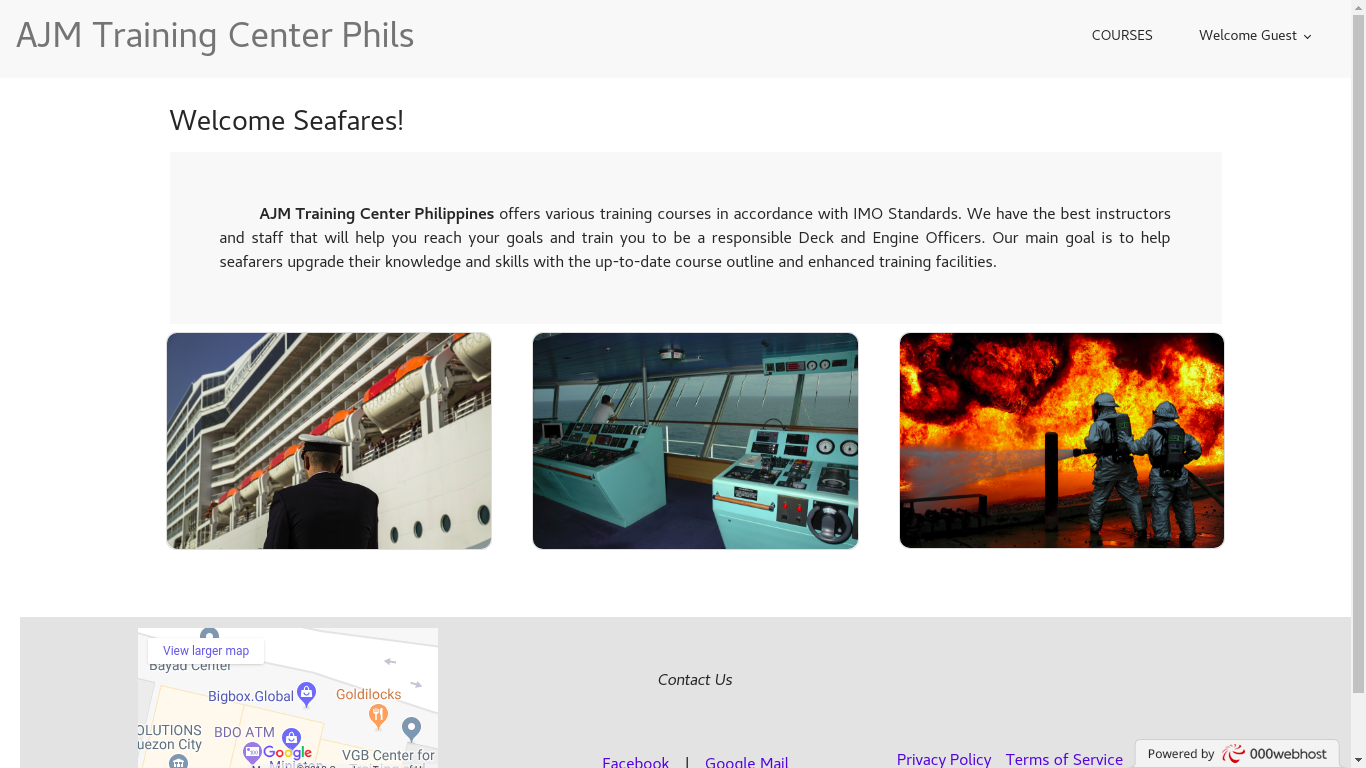 AJM Training Center Phils
COURSES
Welcome Guest
Welcome Seafares!
AJM Training Center Philippines offers various training courses in accordance with IMO Standards. We have the best instructors
and staff that will help you reach your goals and train you to be a responsible Deck and Engine Officers. Our main goal is to help
seafarers upgrade their knowledge and skills with the up-to-date course outline and enhanced training facilities.
View larger map
Bayad Center
Bigbox.Global
Goldilocks
OLUTIONS
uezon City
BDO ATM
Google
VGB Center for
Contact Us
Facebook | Google Mail
Privacy Policy Terms of Service
Powered by 000webhost